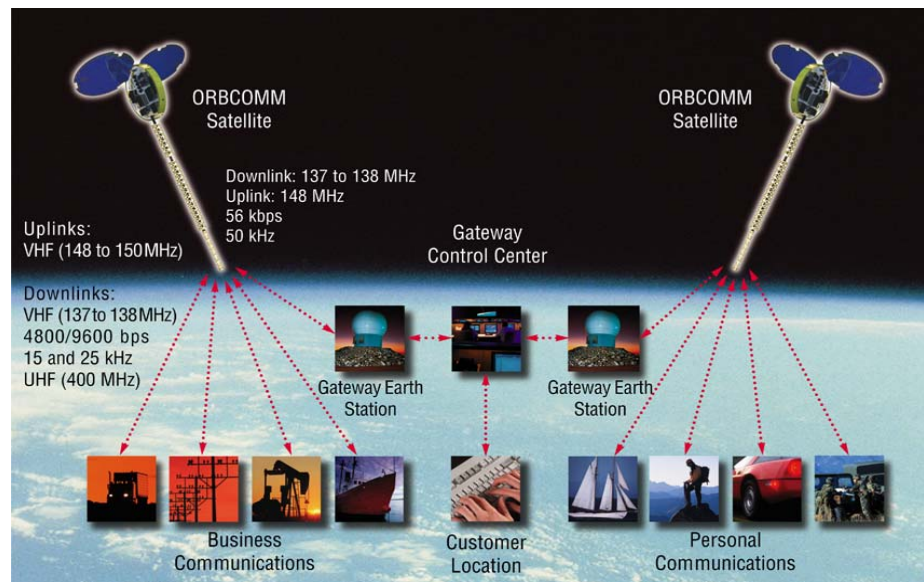 ORBCOMM
Satellite
ORBCOMM
Satellite
Downlink: 137 to 138 MHz
Uplink: 148 MHz
56 kbps
50 kHz
Uplinks:
VHF (148 to 150MHz)
Gateway
Control Center
Downlinks:
VHF (137to 138MHz)
4800/9600 bps
15 and 25 kHz
UHF (400 MHz)
Gateway Earth
Station
Gateway Earth
Station
Business
Communications
Customer
Location
Personal
Communications